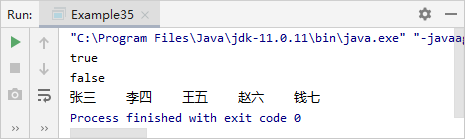 Run: Example35
"C:\Program Files\Java\jdk-11.0.11\bin\java.exe" "-javaag
true
false
张三 李四 王五 赵六 钱七
Process finished with exit code 0